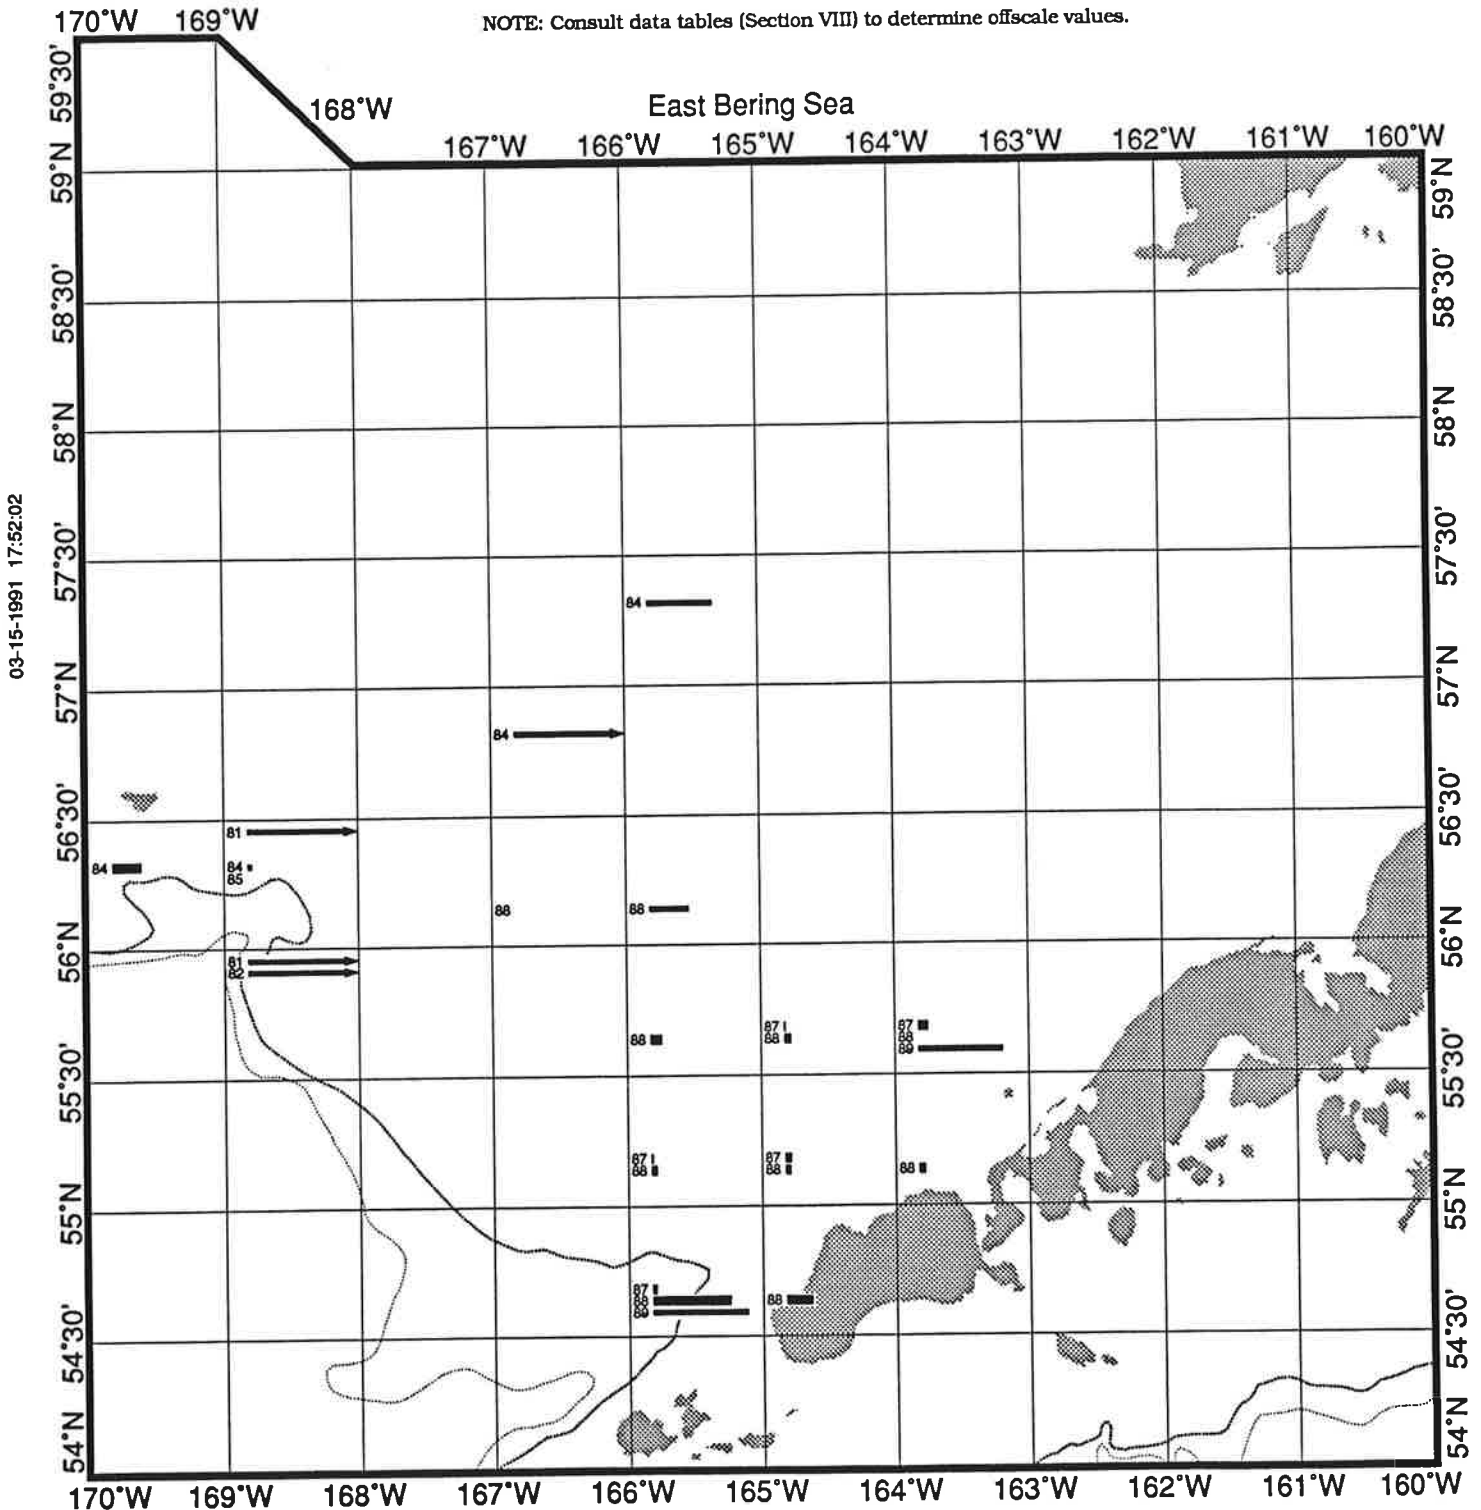 NOTE: Consult data tables (Section VIII) to determine offscale values.
170°W 169°W
168°W
East Bering Sea
167°W 166°W 165°W 164°W 163°W 162°W 161°W 160°W
59°30'
59°N
58°30'
58°N
57°30'
57°N
56°30'
56°N
55°30'
55°N
54°30'
54°N
03-15-1991 17:52:02
84
84
81
84
84
85
88
88
81
82
88
87
88
87
88
89
87
88
87
88
88
87
88
89
88
59°N
58°30'
58°N
57°30'
57°N
56°30'
56°N
55°30'
55°N
54°30'
54°N
170°W 169°W 168°W 167°W 166°W 165°W 164°W 163°W 162°W 161°W 160°W